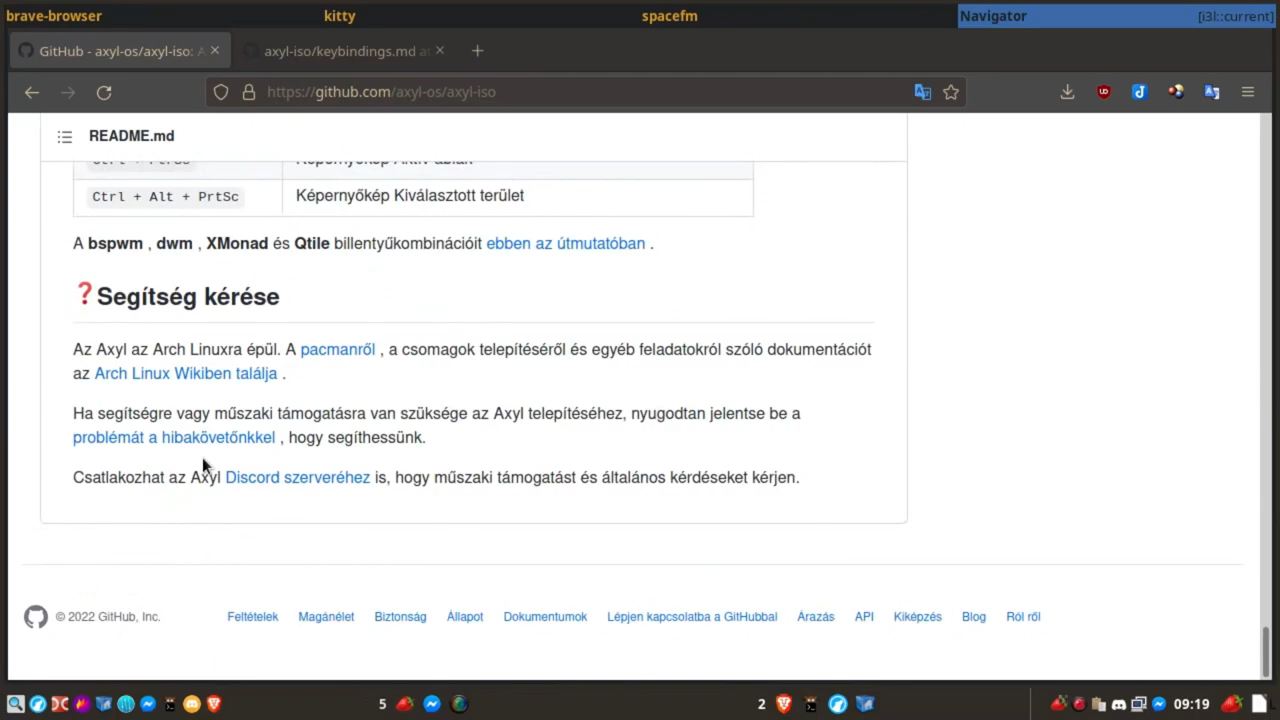 brave-browser kitty spacefm Navigator [i3l::current]
GitHub - axyl-os/axyl-iso: A axyl-iso/keybindings.md at
https://github.com/axyl-os/axyl-iso
README.md
Képernyőkép Aktív ablak
Ctrl + Alt + PrtSc Képernyőkép Kiválasztott terület
A bspwm , dwm , XMonad és Qtile billentyűkombinációit ebben az útmutatóban .
❓Segítség kérése
Az Axyl az Arch Linuxra épül. A pacmanről , a csomagok telepítéséről és egyéb feladatokról szóló dokumentációt
az Arch Linux Wikiben találja .
Ha segítségre vagy műszaki támogatásra van szüksége az Axyl telepítéséhez, nyugodtan jelentse be a
problémát a hibakövetőnkkel , hogy segíthessünk.
Csatlakozhat az Axyl Discord szerveréhez is, hogy műszaki támogatást és általános kérdéseket kérjen.
© 2022 GitHub, Inc. Feltételek Magánélet Biztonság Állapot Dokumentumok Lépjen kapcsolatba a GitHubbal Árazás API Kiképzés Blog Ról ről
5 2 09:19